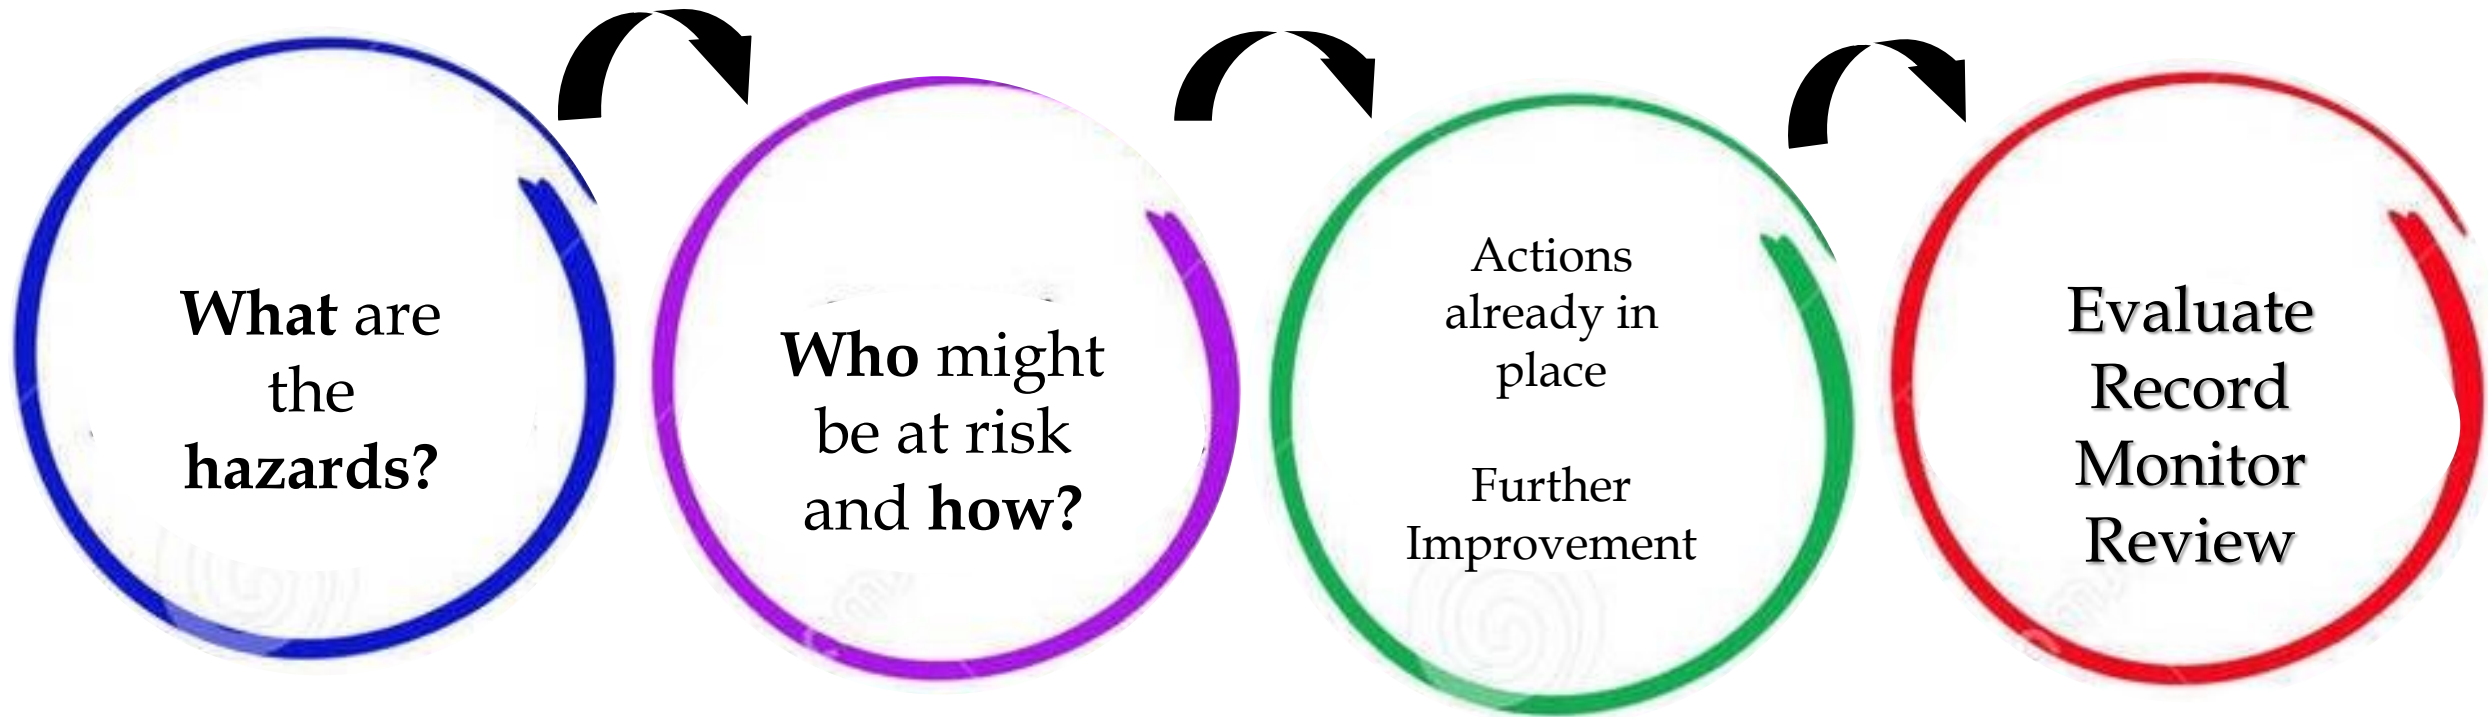 What are
the
hazards?
Who might
be at risk
and how?
Actions
already in
place
Further
Improvement
Evaluate
Record
Monitor
Review